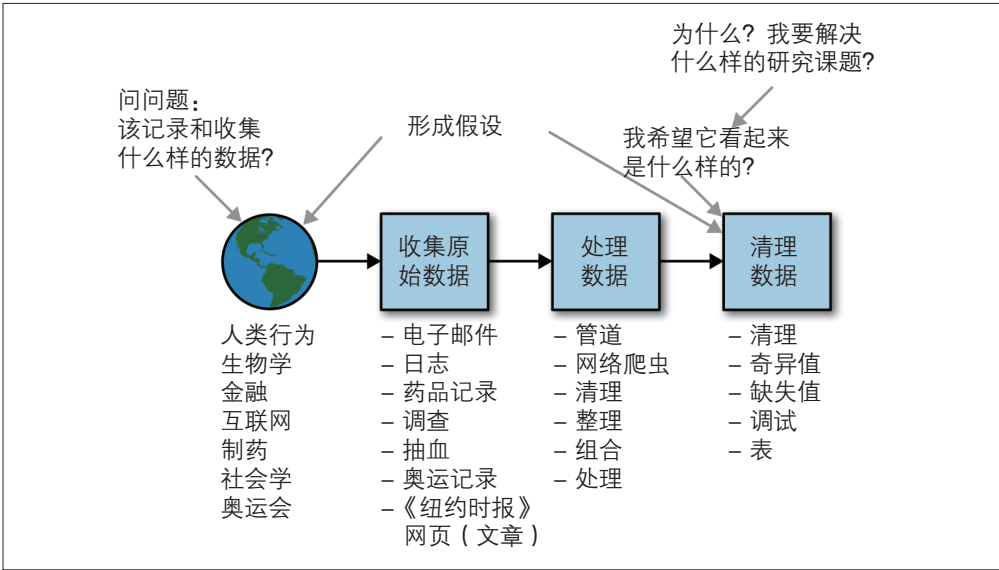 为什么？我要解决
什么样的研究课题？
问问题：
该记录和收集
什么样的数据？
形成假设
我希望它看起来
是什么样的？
收集原
始数据
处理
数据
清理
数据
人类行为
生物学
金融
互联网
制药
社会学
奥运会
– 电子邮件
– 日志
– 药品记录
– 调查
– 抽血
– 奥运记录
–《纽约时报》
网页（文章）
– 管道
– 网络爬虫
– 清理
– 整理
– 组合
– 处理
– 清理
– 奇异值
– 缺失值
– 调试
– 表